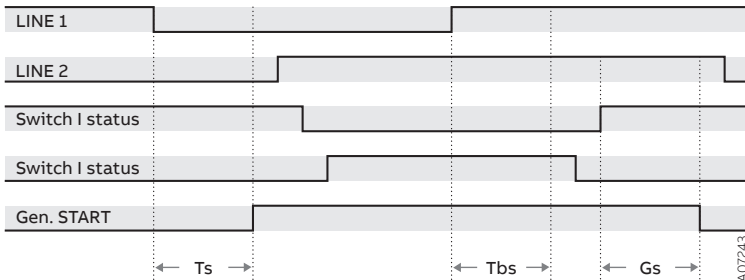 LINE 1
LINE 2
Switch I status
Switch I status
Gen. START
Ts
Tbs
Gs
A07243